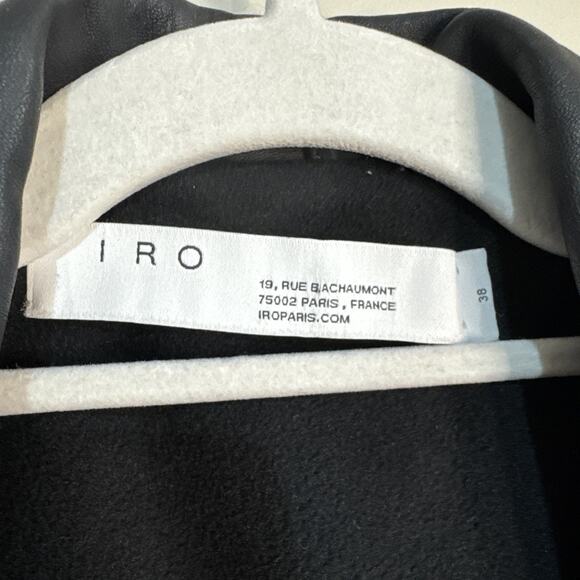 IRO
19, RUE BACHAUMONT
75002 PARIS, FRANCE
IROPARIS.COM
38